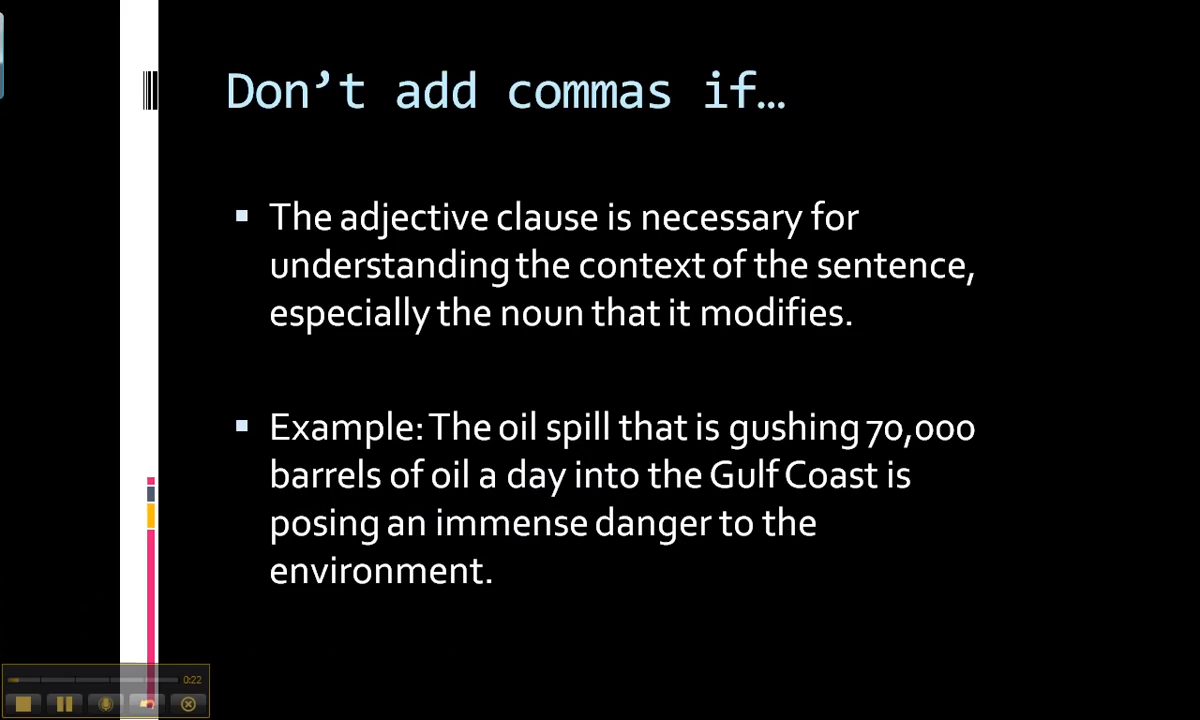 Don’t add commas if…
▪ The adjective clause is necessary for
understanding the context of the sentence,
especially the noun that it modifies.
▪ Example: The oil spill that is gushing 70,000
barrels of oil a day into the Gulf Coast is
posing an immense danger to the
environment.
0:22